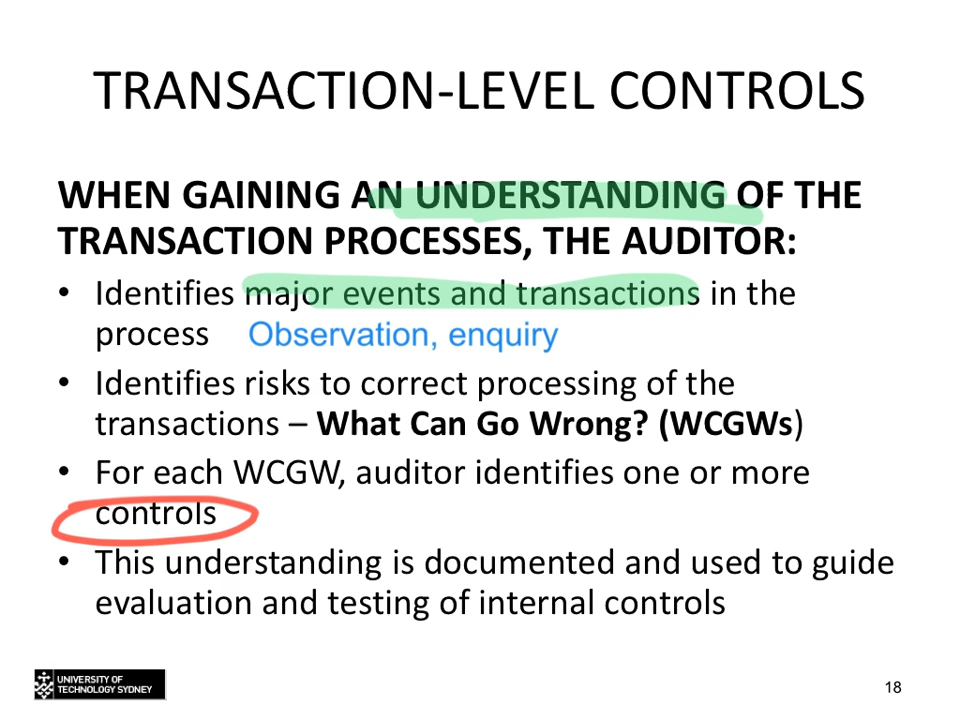 TRANSACTION-LEVEL CONTROLS
WHEN GAINING AN UNDERSTANDING OF THE
TRANSACTION PROCESSES, THE AUDITOR:
• Identifies major events and transactions in the
process Observation, enquiry
• Identifies risks to correct processing of the
transactions – What Can Go Wrong? (WCGWs)
• For each WCGW, auditor identifies one or more
controls
• This understanding is documented and used to guide
evaluation and testing of internal controls
UNIVERSITY OF
TECHNOLOGY SYDNEY
18